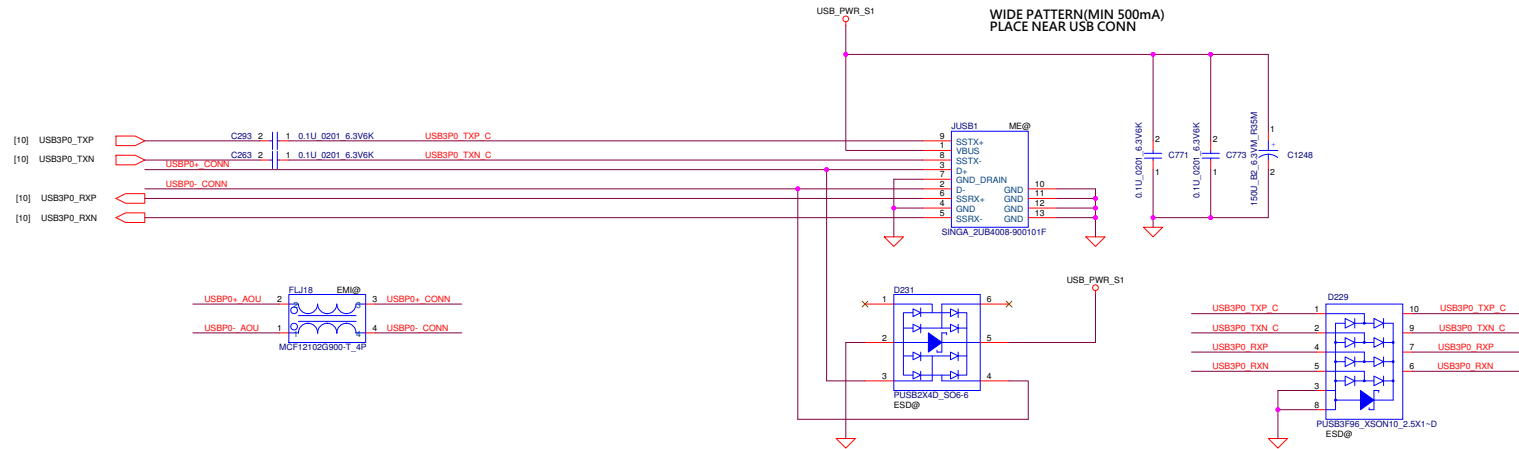 USB_PWR_S1
WIDE PATTERN(MIN 500mA)
PLACE NEAR USB CONN
[10] USB3P0_TXP
C293 2 1 0.1U_0201_6.3V6K
USB3P0_TXP_C
[10] USB3P0_TXN
C263 2 1 0.1U_0201_6.3V6K
USB3P0_TXN_C
USBP0+_CONN
USBP0-_CONN
[10] USB3P0_RXP
[10] USB3P0_RXN
JUSB1 ME@
9 SSTX+
1 VBUS
8 SSTX-
3 D+
7 GND_DRAIN
2 D- GND 10
6 SSRX+ GND 11
4 GND GND 12
5 SSRX- GND 13
SINGA_2UB4008-900101F
0.1U_0201_6.3V6K
2
C771
1
0.1U_0201_6.3V6K
2
C773
1
150U_B2_6.3VM_R35M
1
+
C1248
2
FLJ18 EMI@
USBP0+_AOU 2 2 3 3 USBP0+_CONN
USBP0-_AOU 1 1 4 4 USBP0-_CONN
MCF12102G900-T_4P
D231
USB_PWR_S1
1 6
2 5
3 4
PUSB2X4D_SO6-6
ESD@
D229
USB3P0_TXP_C 1 10 USB3P0_TXP_C
USB3P0_TXN_C 2 9 USB3P0_TXN_C
USB3P0_RXP 4 7 USB3P0_RXP
USB3P0_RXN 5 6 USB3P0_RXN
3
8
PUSB3F96_XSON10_2.5X1~D
ESD@